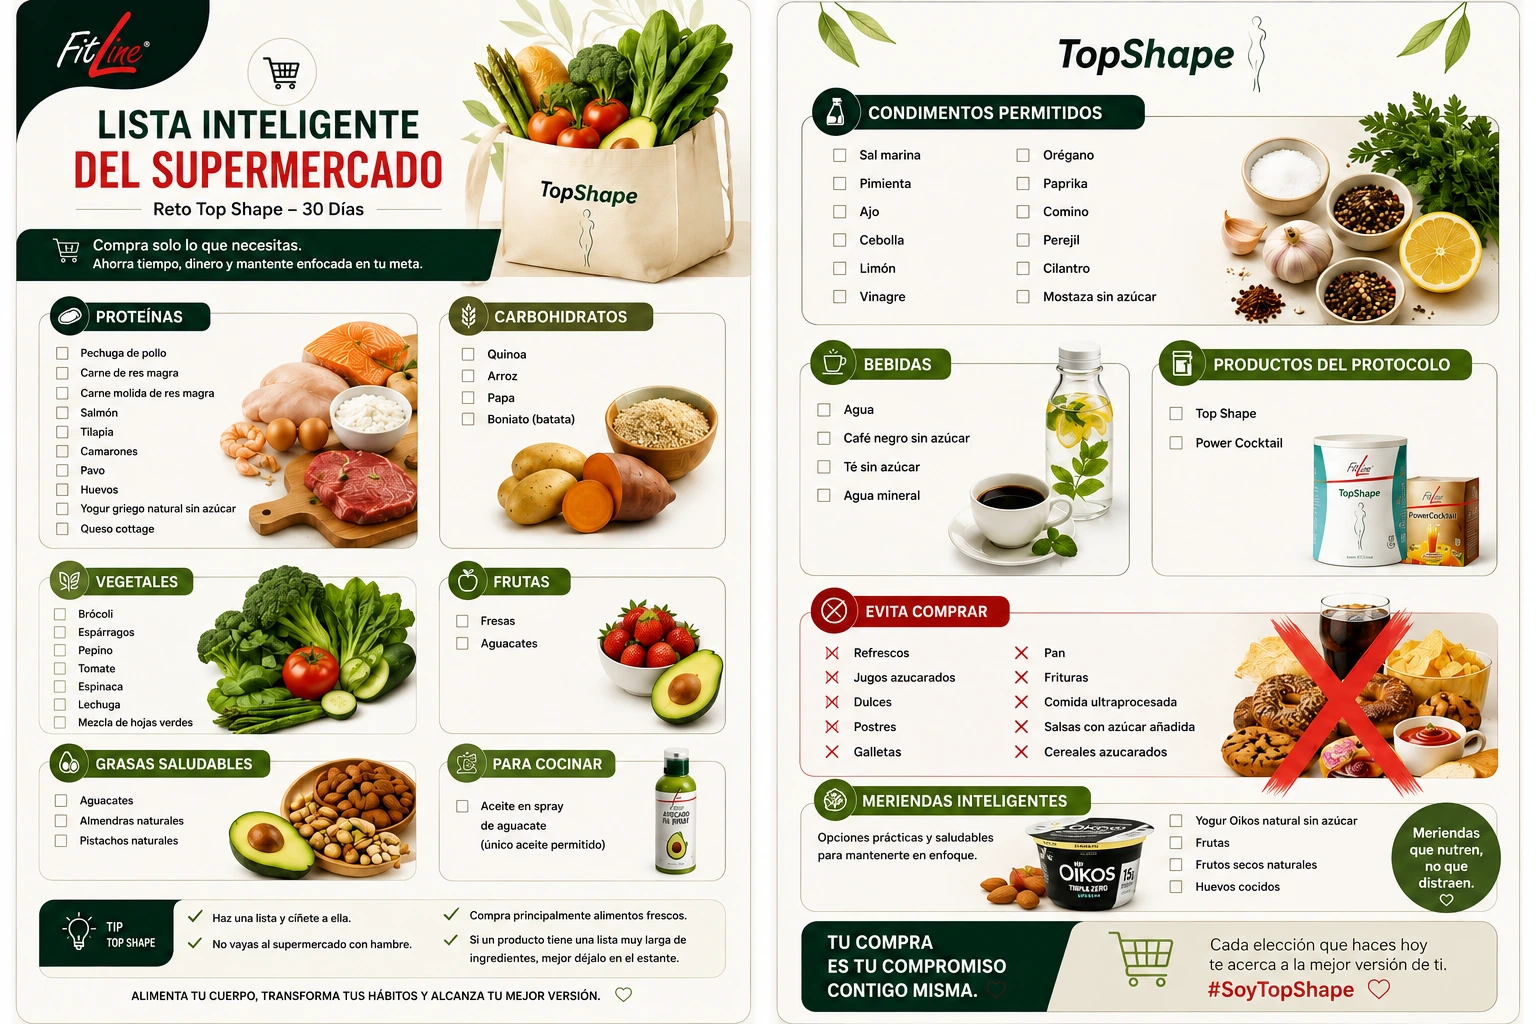 FitLine®
LISTA INTELIGENTE
DEL SUPERMERCADO
Reto Top Shape – 30 Días
Compra solo lo que necesitas.
Ahorra tiempo, dinero y mantente enfocada en tu meta.
TopShape
PROTEÍNAS
Pechuga de pollo
Carne de res magra
Carne molida de res magra
Salmón
Tilapia
Camarones
Pavo
Huevos
Yogur griego natural sin azúcar
Queso cottage
CARBOHIDRATOS
Quinoa
Arroz
Papa
Boniato (batata)
VEGETALES
Brócoli
Espárragos
Pepino
Tomate
Espinaca
Lechuga
Mezcla de hojas verdes
FRUTAS
Fresas
Aguacates
GRASAS SALUDABLES
Aguacates
Almendras naturales
Pistachos naturales
PARA COCINAR
Aceite en spray
de aguacate
(único aceite permitido)
TIP
TOP SHAPE
Haz una lista y cíñete a ella.
No vayas al supermercado con hambre.
Compra principalmente alimentos frescos.
Si un producto tiene una lista muy larga de
ingredientes, mejor déjalo en el estante.
ALIMENTA TU CUERPO, TRANSFORMA TUS HÁBITOS Y ALCANZA TU MEJOR VERSIÓN.
TopShape
CONDIMENTOS PERMITIDOS
Sal marina
Pimienta
Ajo
Cebolla
Limón
Vinagre
Orégano
Paprika
Comino
Perejil
Cilantro
Mostaza sin azúcar
BEBIDAS
Agua
Café negro sin azúcar
Té sin azúcar
Agua mineral
PRODUCTOS DEL PROTOCOLO
Top Shape
Power Cocktail
FitLine
TopShape
FitLine
PowerCocktail
EVITA COMPRAR
Refrescos
Jugos azucarados
Dulces
Postres
Galletas
Pan
Frituras
Comida ultraprocesada
Salsas con azúcar añadida
Cereales azucarados
MERIENDAS INTELIGENTES
Opciones prácticas y saludables
para mantenerte en enfoque.
OIKOS
TRIPLE ZERO
15g
Yogur Oikos natural sin azúcar
Frutas
Frutos secos naturales
Huevos cocidos
Meriendas
que nutren,
no que
distraen.
TU COMPRA
ES TU COMPROMISO
CONTIGO MISMA.
Cada elección que haces hoy
te acerca a la mejor versión de ti.
#SoyTopShape